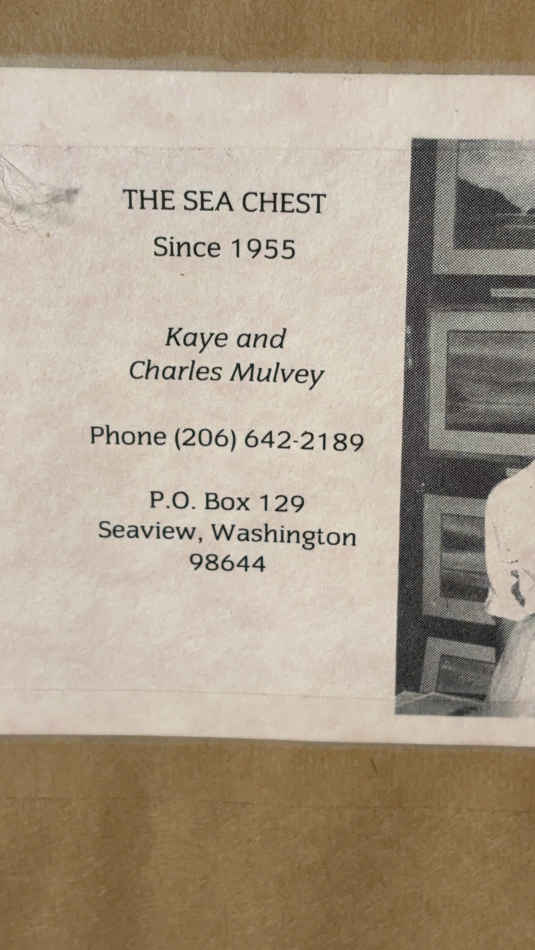 THE SEA CHEST
Since 1955
Kaye and
Charles Mulvey
Phone (206) 642-2189
P.O. Box 129
Seaview, Washington
98644